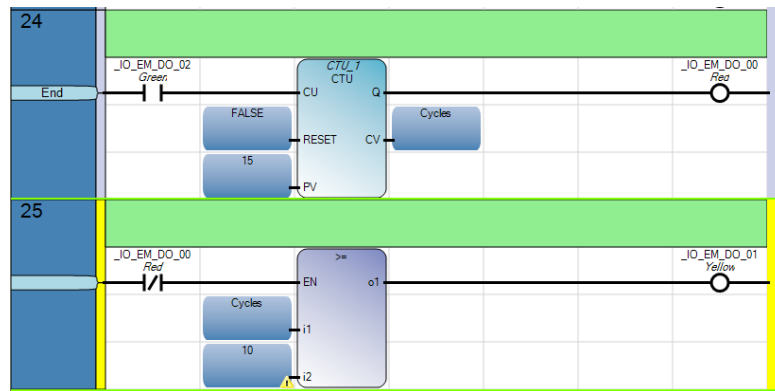 24
_IO_EM_DO_02
Green
CTU_1
CTU
_IO_EM_DO_00
Red
End
CU
Q
FALSE
Cycles
RESET
CV
15
PV
25
_IO_EM_DO_00
Red
>=
_IO_EM_DO_01
Yellow
EN
o1
Cycles
i1
10
!
i2